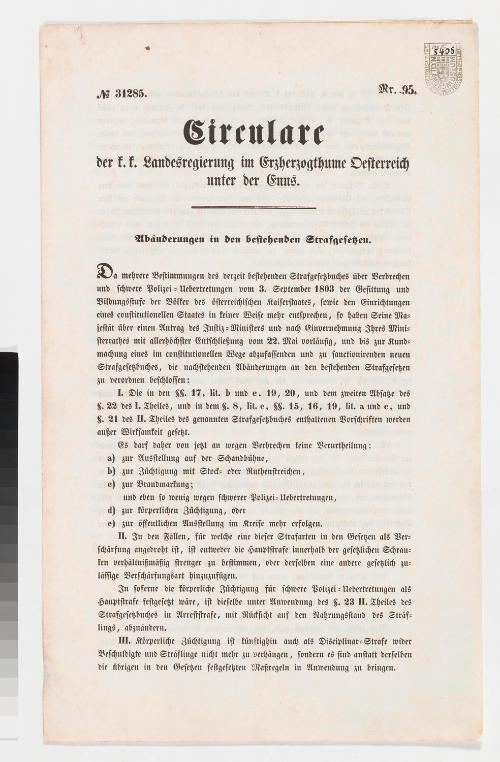 5406
№ 31285.
Nr. 95.
Circulare
der k. k. Landesregierung im Erzherzogthume Oesterreich
unter der Enns.
Abänderungen in den bestehenden Strafgesetzen.
Da mehrere Bestimmungen des derzeit bestehenden Strafgesetzbuches über Verbrechen
und schwere Polizei-Uebertretungen vom 3. September 1803 der Gesittung und
Bildungsstufe der Völker des österreichischen Kaiserstaates, sowie den Einrichtungen
eines constitutionellen Staates in keiner Weise mehr entsprechen, so haben Seine Ma-
jestät über einen Antrag des Justiz-Ministers und nach Einvernehmung Ihres Mini-
sterrathes mit allerhöchster Entschließung vom 22. Mai vorläufig, und bis zur Kund-
machung eines im constitutionellen Wege abzufassenden und zu sanctionirenden neuen
Strafgesetzbuches, die nachstehenden Abänderungen an den bestehenden Strafgesetzen
zu verordnen beschlossen:
I. Die in den §§. 17, lit. b und c, 19, 20, und dem zweiten Absatze des
§. 22 des I. Theiles, und in dem §. 8, lit. c, §§. 15, 16, 19, lit. a und c, und
§. 21 des II. Theiles des genannten Strafgesetzbuches enthaltenen Vorschriften werden
außer Wirksamkeit gesetzt.
Es darf daher von jetzt an wegen Verbrechen keine Verurtheilung:
a) zur Ausstellung auf der Schandbühne,
b) zur Züchtigung mit Stock- oder Ruthenstreichen,
c) zur Brandmarkung;
und eben so wenig wegen schwerer Polizei-Uebertretungen,
d) zur körperlichen Züchtigung, oder
e) zur öffentlichen Ausstellung im Kreise mehr erfolgen.
II. In den Fällen, für welche eine dieser Strafarten in den Gesetzen als Ver-
schärfung angedroht ist, ist entweder die Hauptstrafe innerhalb der gesetzlichen Schran-
ken verhältnißmäßig strenger zu bestimmen, oder derselben eine andere gesetzlich zu-
lässige Verschärfungsart hinzuzufügen.
In soferne die körperliche Züchtigung für schwere Polizei-Uebertretungen als
Hauptstrafe festgesetzt wäre, ist dieselbe unter Anwendung des §. 23 II. Theiles des
Strafgesetzbuches in Arreststrafe, mit Rücksicht auf den Nahrungsstand des Sträf-
lings, abzuändern.
III. Körperliche Züchtigung ist künftighin auch als Disciplinar-Strafe wider
Beschuldigte und Sträflinge nicht mehr zu verhängen, sondern es sind anstatt derselben
die übrigen in den Gesetzen festgesetzten Maßregeln in Anwendung zu bringen.